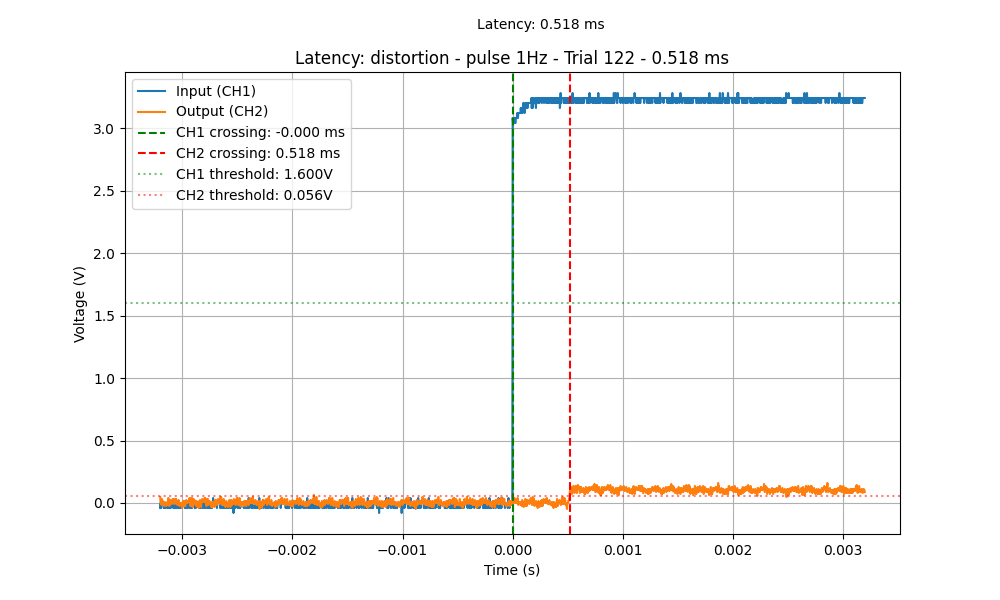 Latency: 0.518 ms
Latency: distortion - pulse 1Hz - Trial 122 - 0.518 ms
Input (CH1)
Output (CH2)
CH1 crossing: -0.000 ms
CH2 crossing: 0.518 ms
CH1 threshold: 1.600V
CH2 threshold: 0.056V
3.0
2.5
2.0
1.5
1.0
0.5
0.0
Voltage (V)
−0.003 −0.002 −0.001 0.000 0.001 0.002 0.003
Time (s)